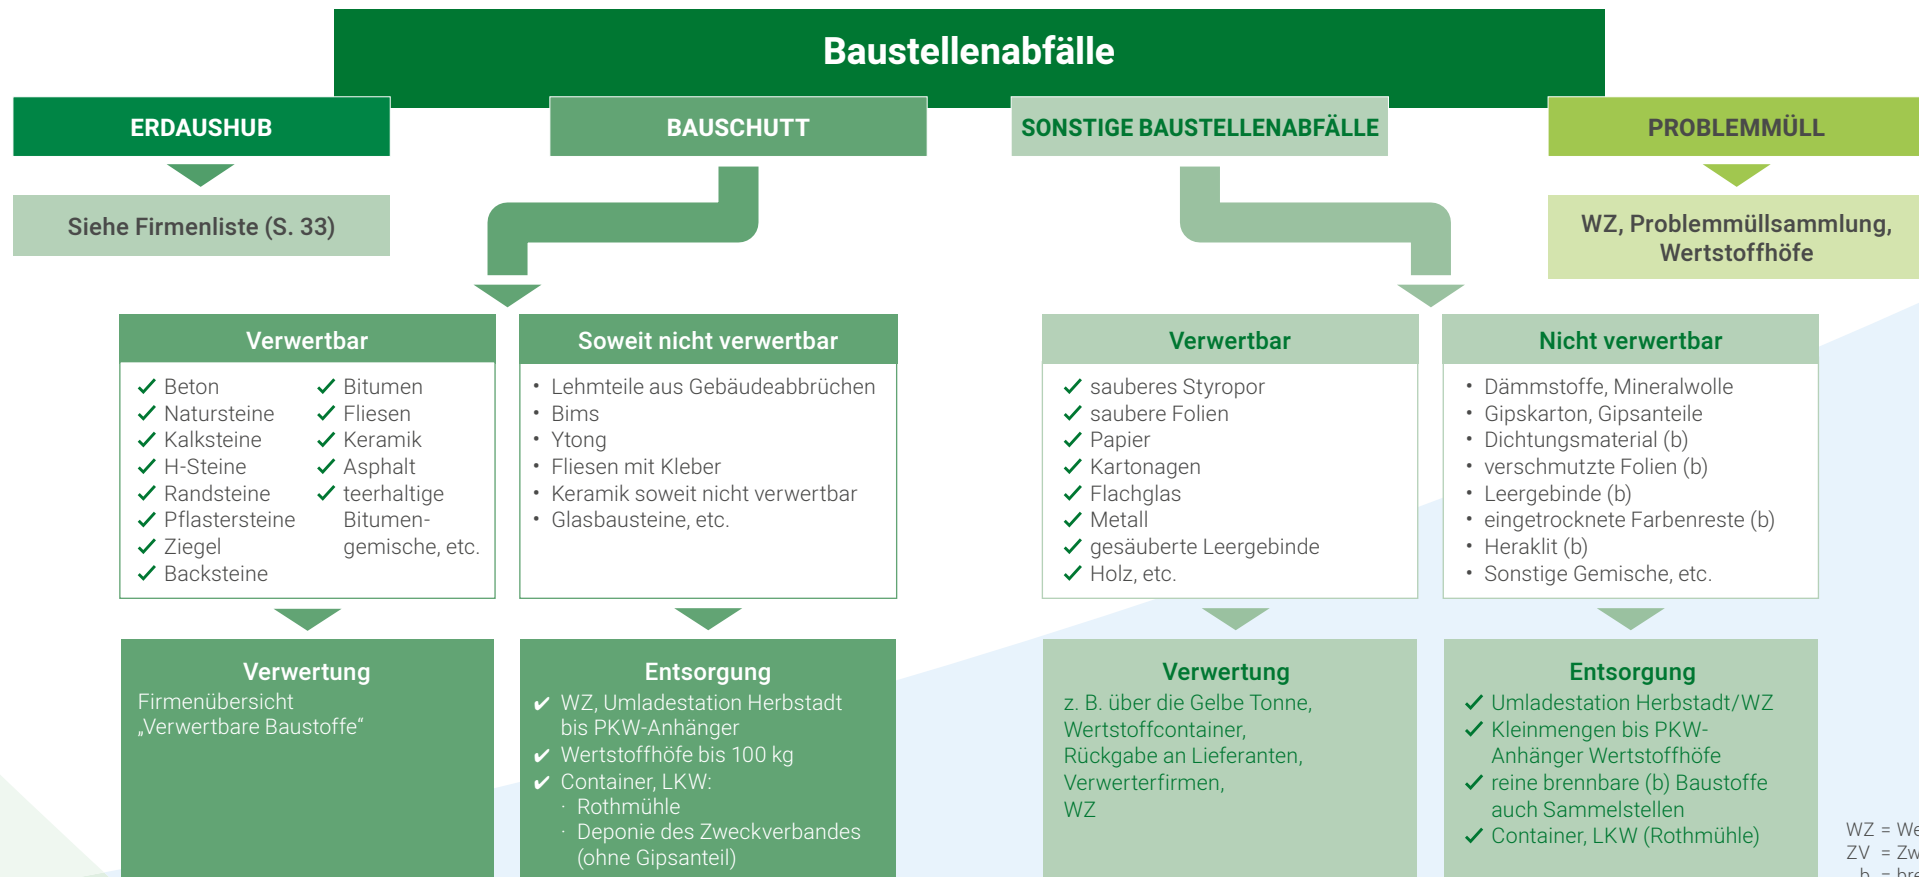 Baustellenabfälle
ERDAUSHUB
Siehe Firmenliste (S. 33)
BAUSCHUTT
Verwertbar
✓ Beton
✓ Natursteine
✓ Kalksteine
✓ H-Steine
✓ Randsteine
✓ Pflastersteine
✓ Ziegel
✓ Backsteine
✓ Bitumen
✓ Fliesen
✓ Keramik
✓ Asphalt
✓ teerhaltige
Bitumen-
gemische, etc.
Verwertung
Firmenübersicht
„Verwertbare Baustoffe“
Soweit nicht verwertbar
• Lehmteile aus Gebäudeabbrüchen
• Bims
• Ytong
• Fliesen mit Kleber
• Keramik soweit nicht verwertbar
• Glasbausteine, etc.
Entsorgung
✓ WZ, Umladestation Herbstadt
bis PKW-Anhänger
✓ Wertstoffhöfe bis 100 kg
✓ Container, LKW:
· Rothmühle
· Deponie des Zweckverbandes
(ohne Gipsanteil)
SONSTIGE BAUSTELLENABFÄLLE
Verwertbar
✓ sauberes Styropor
✓ saubere Folien
✓ Papier
✓ Kartonagen
✓ Flachglas
✓ Metall
✓ gesäuberte Leergebinde
✓ Holz, etc.
Verwertung
z. B. über die Gelbe Tonne,
Wertstoffcontainer,
Rückgabe an Lieferanten,
Verwerterfirmen,
WZ
Nicht verwertbar
• Dämmstoffe, Mineralwolle
• Gipskarton, Gipsanteile
• Dichtungsmaterial (b)
• verschmutzte Folien (b)
• Leergebinde (b)
• eingetrocknete Farbenreste (b)
• Heraklit (b)
• Sonstige Gemische, etc.
Entsorgung
✓ Umladestation Herbstadt/WZ
✓ Kleinmengen bis PKW-
Anhänger Wertstoffhöfe
✓ reine brennbare (b) Baustoffe
auch Sammelstellen
✓ Container, LKW (Rothmühle)
PROBLEMMÜLL
WZ, Problemmüllsammlung,
Wertstoffhöfe
WZ = We
ZV = Zw
b = bre